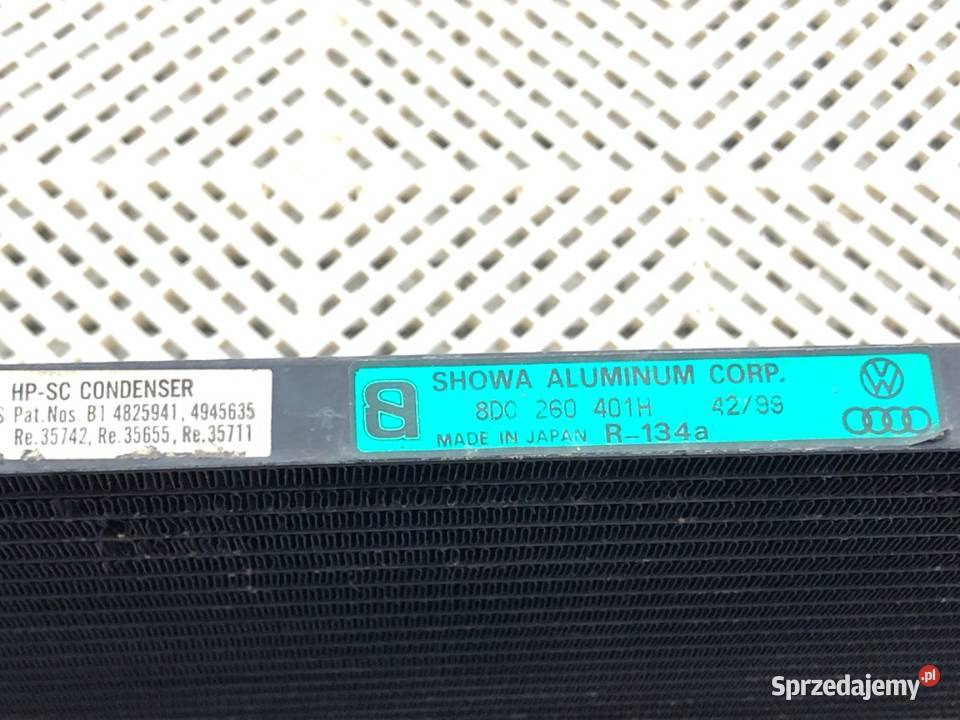 HP-SC CONDENSER
S Pat.Nos. B1 4825941, 4945635
Re.35742, Re.35655, Re.35711
SHOWA ALUMINUM CORP.
8D0 260 401H 42/99
MADE IN JAPAN R-134a
Sprzedajemy.pl